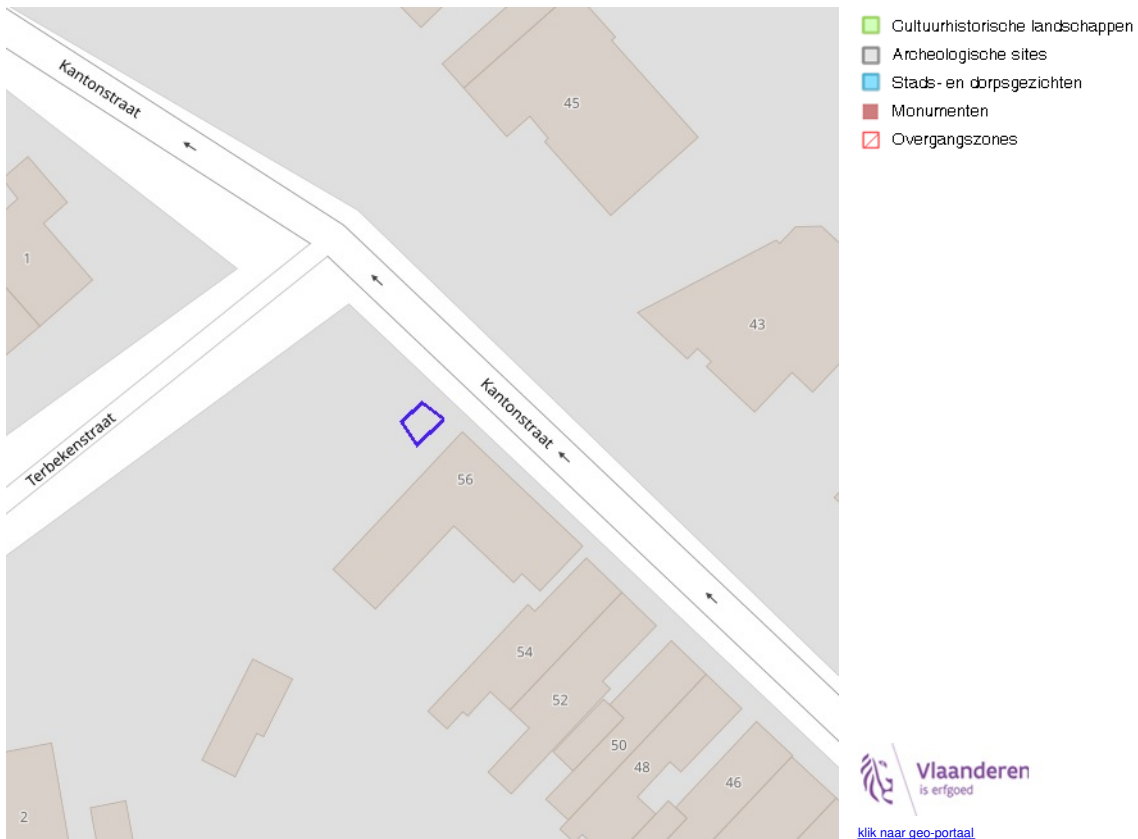 Kantonstraat
45
1
43
Kantonstraat
Terbekenstraat
56
54
52
50
48
46
2
Cultuurhistorische landschappen
Archeologische sites
Stads- en dorpsgezichten
Monumenten
Overgangszones
Vlaanderen
is erfgoed
klik naar geo-portaal